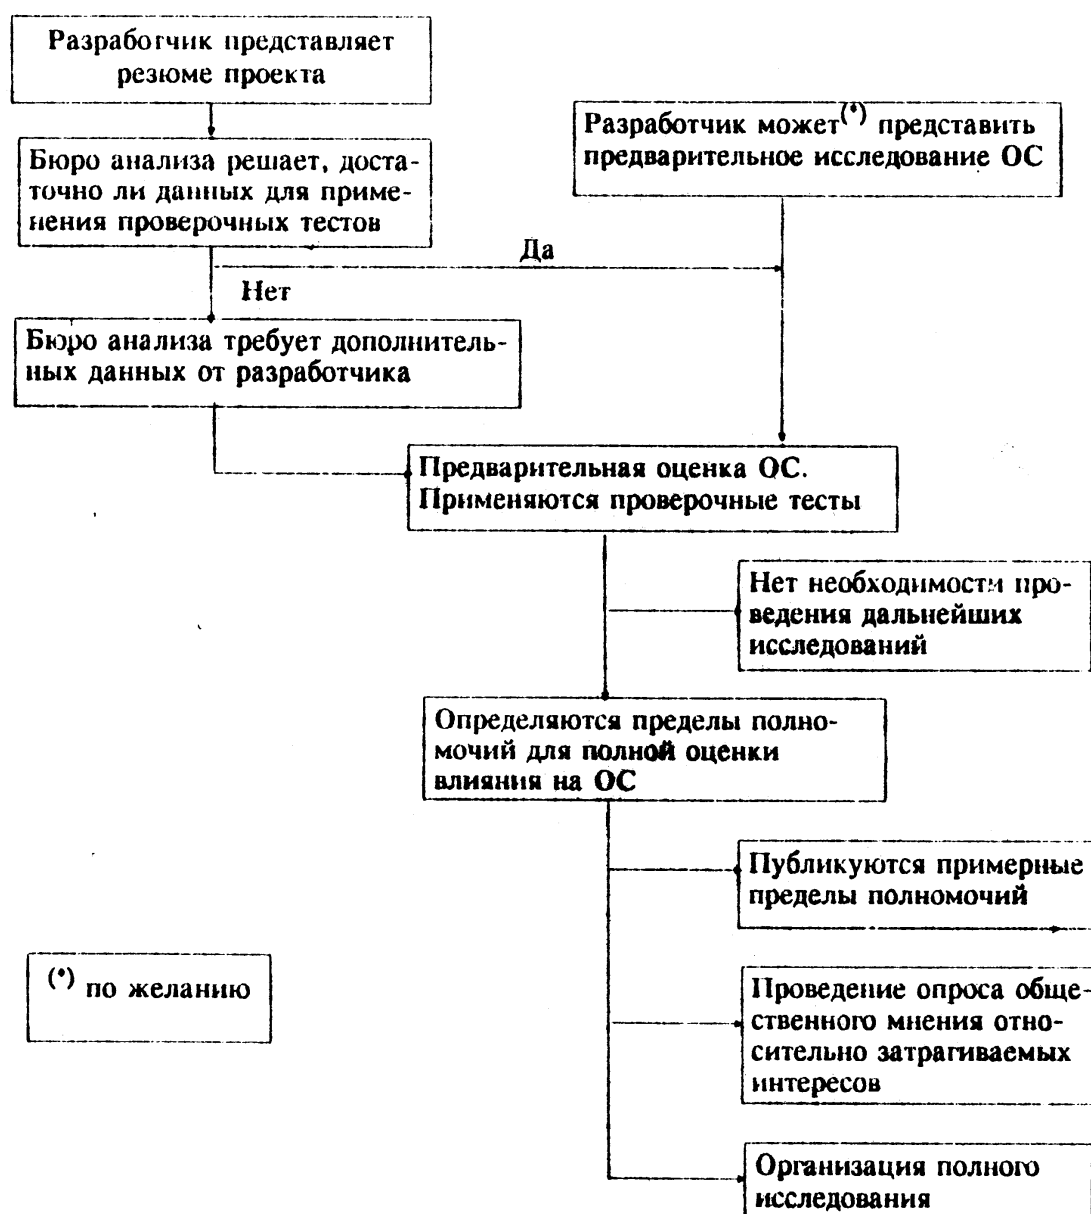 Разработчик представляет
резюме проекта
Разработчик может(*) представить
предварительное исследование ОС
Бюро анализа решает, доста-
точно ли данных для приме-
нения проверочных тестов
Да
Нет
Бюро анализа требует дополнитель-
ных данных от разработчика
Предварительная оценка ОС.
Применяются проверочные тесты
Нет необходимости про-
ведения дальнейших
исследований
Определяются пределы полно-
мочий для полной оценки
влияния на ОС
Публикуются примерные
пределы полномочий
(*) по желанию
Проведение опроса обще-
ственного мнения отно-
сительно затрагиваемых
интересов
Организация полного
исследования